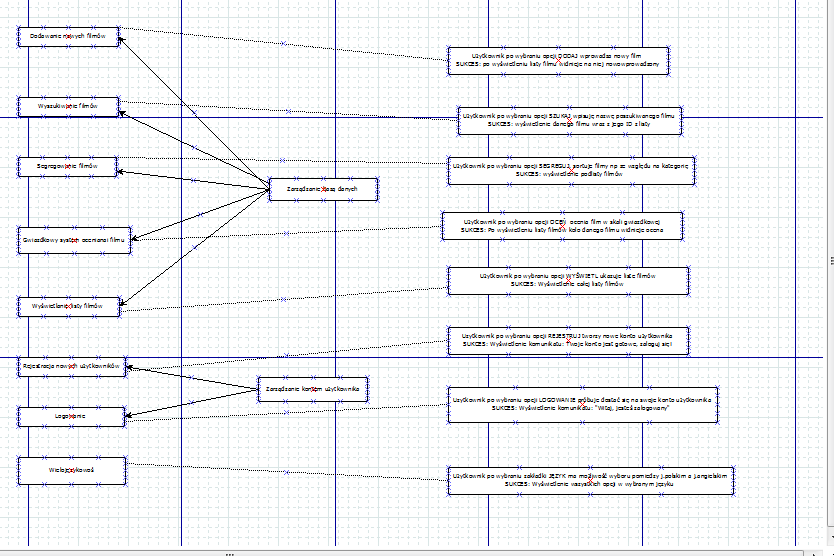 Dodawanie nowych filmów
Użytkownik po wybraniu opcji DODAJ wprowadza nowy film
SUKCES: po wyświetleniu listy filmu widnieje na niej nowowprowadzony
Wyszukiwanie filmów
Użytkownik po wybraniu opcji SZUKAJ wpisuje nazwę poszukiwanego filmu
SUKCES: wyświetlenie danego filmu wraz z jego ID z listy
Segregowanie filmów
Użytkownik po wybraniu opcji SEGREGUJ sortuje filmy np ze względu na kategorię
SUKCES: wyświetlenie podlisty filmów
Zarządzanie bazą danych
Gwiazdkowy system oceniania filmu
Użytkownik po wybraniu opcji OCEŃ ocenia film w skali gwiazdkowej
SUKCES: Po wyświetleniu listy filmów koło danego filmu widnieje ocena
Wyświetlanie listy filmów
Użytkownik po wybraniu opcji WYŚWIETL ukazuje listę filmów
SUKCES: Wyświetlenie całej listy filmów
Rejestracja nowych użytkowników
Użytkownik po wybraniu opcji REJESTRUJ tworzy nowe konto użytkownika
SUKCES: Wyświetlenie komunikatu: Twoje konto jest gotowe, zaloguj się!
Zarządzanie kontem użytkownika
Logowanie
Użytkownik po wybraniu opcji LOGOWANIE próbuje dostać się na swoje konto użytkownika
SUKCES: Wyświetlenie komunikatu: "Witaj, jesteś zalogowany"
Wielojęzykowość
Użytkownik po wybraniu zakładki JĘZYK ma możliwość wyboru pomiędzy j.polskim a j.angielskim
SUKCES: Wyświetlenie wszystkich opcji w wybranym języku